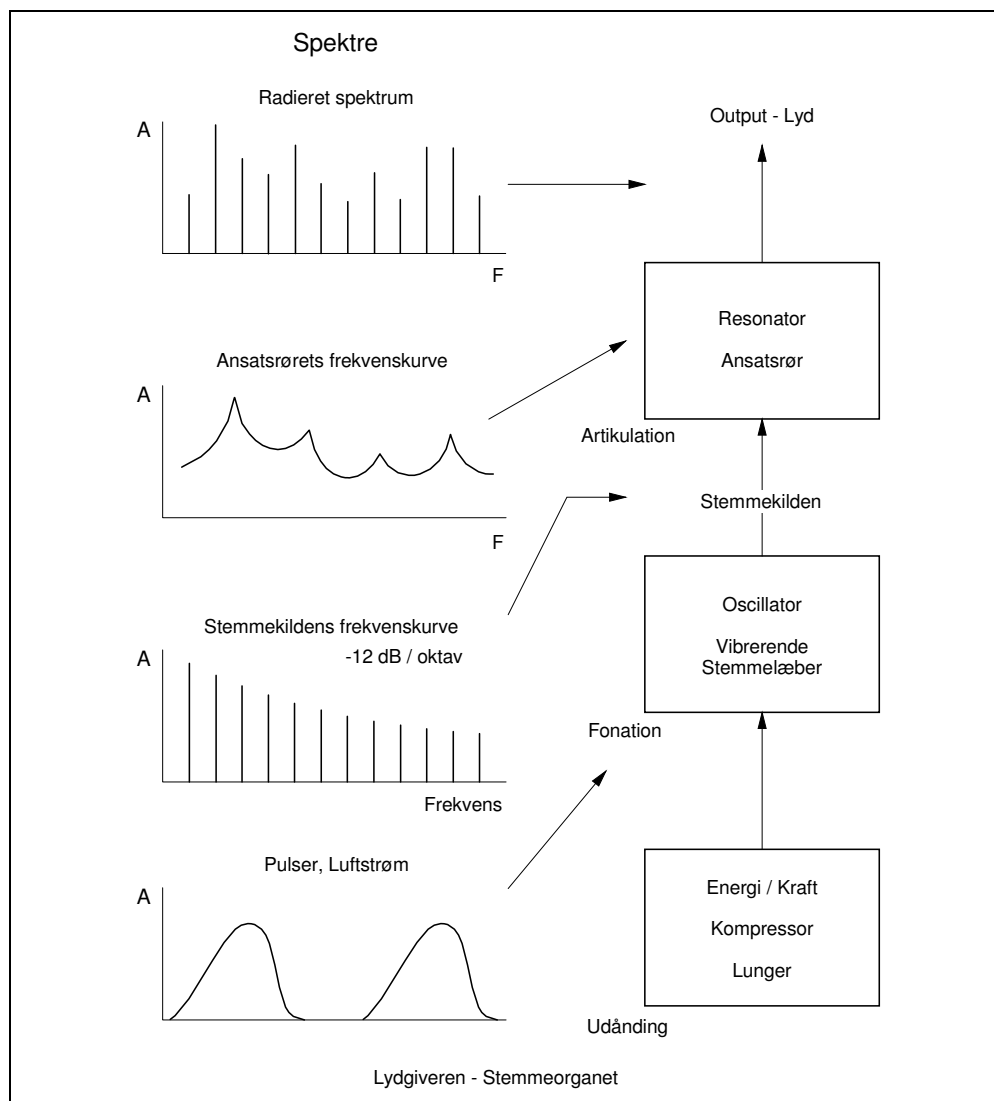 Spektre
Radieret spektrum
A
F
Output - Lyd
Resonator
Ansatsrør
Ansatsrørets frekvenskurve
A
F
Artikulation
Stemmekilden
Stemmekildens frekvenskurve
-12 dB / oktav
A
Frekvens
Oscillator
Vibrerende
Stemmelæber
Fonation
Pulser, Luftstrøm
A
Energi / Kraft
Kompressor
Lunger
Udånding
Lydgiveren - Stemmeorganet